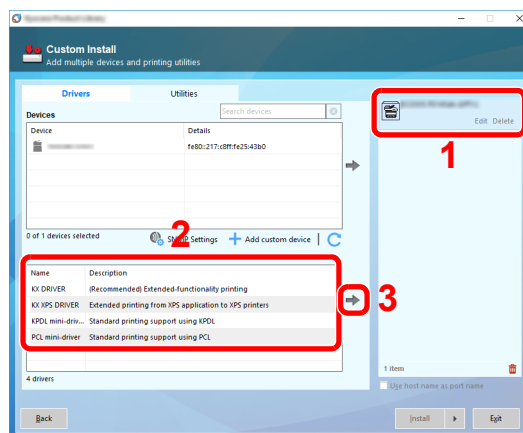 Custom Install
Add multiple devices and printing utilities
Drivers
Utilities
Devices
Search devices
Device
Details
fe80::217:c8ff:fe25:43b0
0 of 1 devices selected
Settings
Add custom device
Name
Description
KX DRIVER
(Recommended) Extended-functionality printing
KX XPS DRIVER
Extended printing from XPS application to XPS printers
KPDL mini-driv...
Standard printing support using KPDL
PCL mini-driver
Standard printing support using PCL
4 drivers
Edit
Delete
1
2
3
1 item
Use host name as port name
Back
Install
Exit